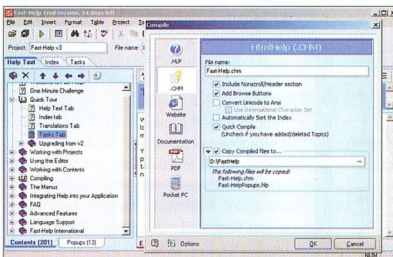 Fast-Help trial version, 14 days left
File Edit Insert Format Table Project
Project: Fast-Help v3 File name:
Help Text Index Tasks
One Minute Challenge
Quick Tour
Help Text Tab
Index tab
Translations Tab
Tasks Tab
Upgrading from v2
Working with Projects
Using the Editor
Working with Contents
Compiling
The Menus
Integrating Help into your Application
FAQ
Advanced Features
Language Support
Fast-Help International
Contents (201) Popups (13)
Compile
.HLP
.CHM
Website
Documentation
PDF
Pocket PC
HtmlHelp (.CHM)
File name:
Fast-Help.chm
Include Nonscroll/Header section
Add Browse Buttons
Convert Unicode to Ansi
Use International Character Set
Automatically Sort the Index
Quick Compile
(Uncheck if you have added/deleted Topics)
Copy Compiled files to...
D:\FastHelp
The following files will be copied:
Fast-Help.chm
Fast-HelpPopups.hlp
Options
OK
Cancel
NUM